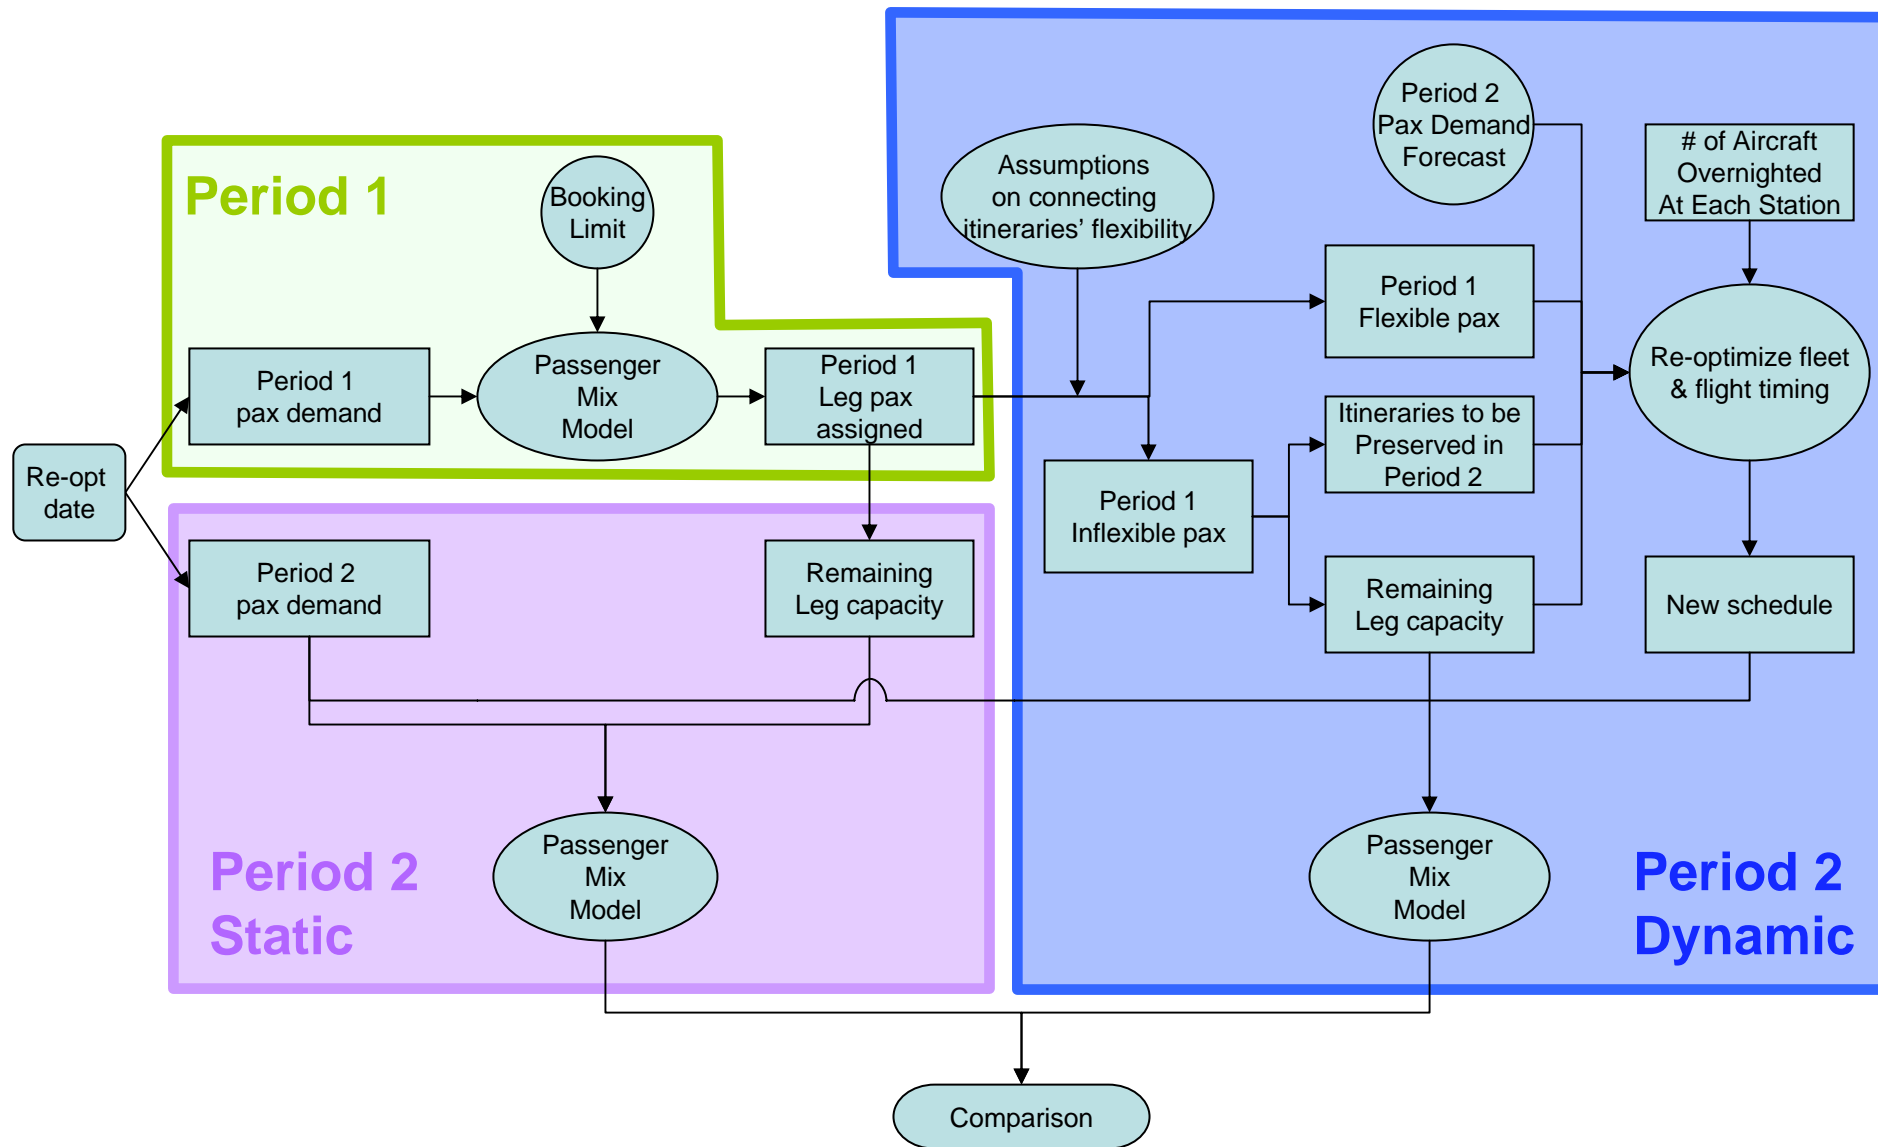 Period 1
Booking
Limit
Period 1
pax demand
Passenger
Mix
Model
Period 1
Leg pax
assigned
Re-opt
date
Period 2
pax demand
Remaining
Leg capacity
Passenger
Mix
Model
Period 2
Static
Assumptions
on connecting
itineraries’ flexibility
Period 2
Pax Demand
Forecast
# of Aircraft
Overnighted
At Each Station
Period 1
Flexible pax
Re-optimize fleet
& flight timing
Itineraries to be
Preserved in
Period 2
Period 1
Inflexible pax
Remaining
Leg capacity
New schedule
Passenger
Mix
Model
Period 2
Dynamic
Comparison